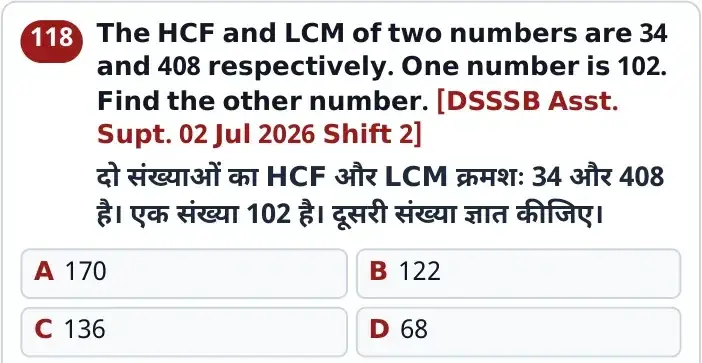 118 The HCF and LCM of two numbers are 34
and 408 respectively. One number is 102.
Find the other number. [DSSSB Asst.
Supt. 02 Jul 2026 Shift 2]
दो संख्याओं का HCF और LCM क्रमशः 34 और 408
है। एक संख्या 102 है। दूसरी संख्या ज्ञात कीजिए।
A 170 B 122
C 136 D 68